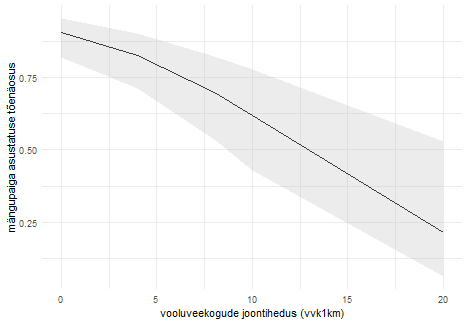 mängupaiga asustatuse tõenäosus
0.75
0.50
0.25
0 5 10 15 20
vooluveekogude joontihedus (vvk1km)